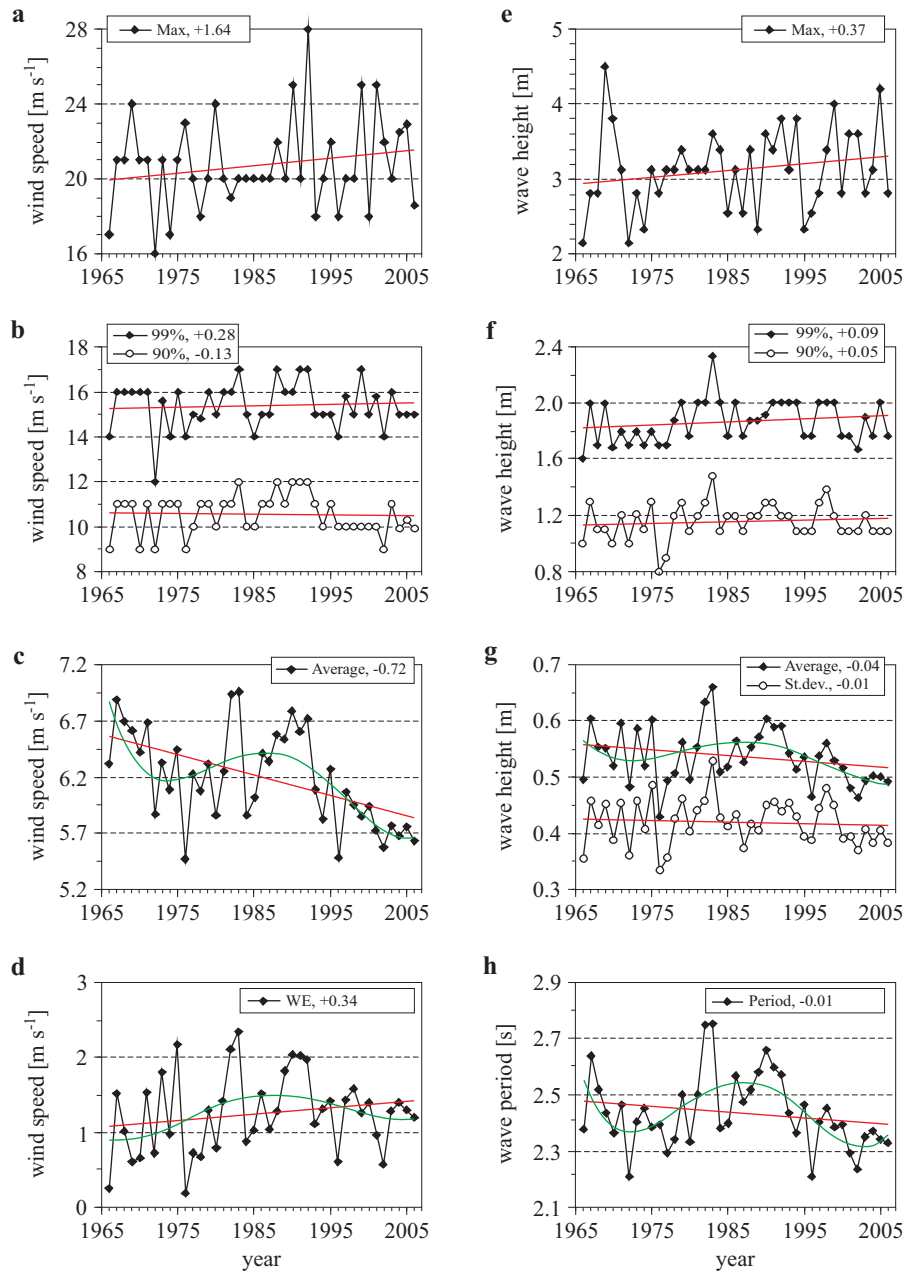 a
Max, +1.64
wind speed [m s-1]
28
24
20
16
1965 1975 1985 1995 2005
e
Max, +0.37
wave height [m]
5
4
3
2
1965 1975 1985 1995 2005
b
99%, +0.28
90%, -0.13
wind speed [m s-1]
18
16
14
12
10
8
1965 1975 1985 1995 2005
f
99%, +0.09
90%, +0.05
wave height [m]
2.4
2.0
1.6
1.2
0.8
1965 1975 1985 1995 2005
c
Average, -0.72
wind speed [m s-1]
7.2
6.7
6.2
5.7
5.2
1965 1975 1985 1995 2005
g
Average, -0.04
St.dev., -0.01
wave height [m]
0.7
0.6
0.5
0.4
0.3
1965 1975 1985 1995 2005
d
WE, +0.34
wind speed [m s-1]
3
2
1
0
1965 1975 1985 1995 2005
year
h
Period, -0.01
wave period [s]
2.9
2.7
2.5
2.3
2.1
1965 1975 1985 1995 2005
year